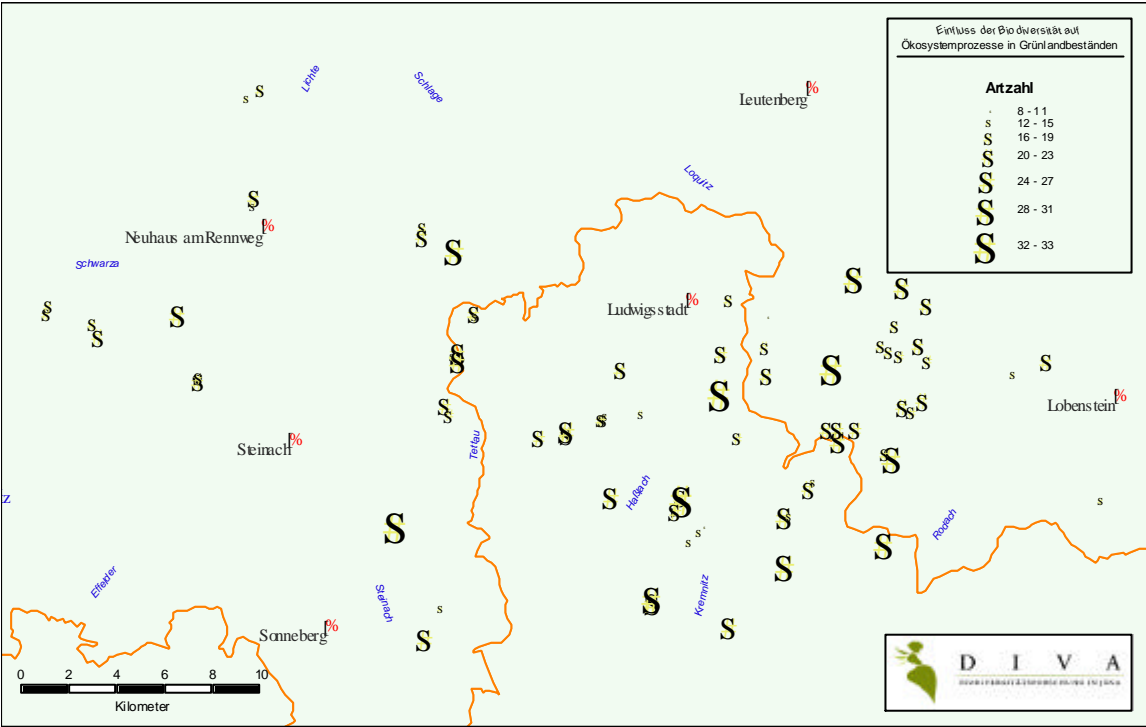 Einfluss der Biodiversität auf
Ökosystemprozesse in Grünlandbeständen
Artzahl
8 - 11
s 12 - 15
s 16 - 19
S 20 - 23
S 24 - 27
S 28 - 31
S 32 - 33
Lichte
Schlage
Leutenberg %
Loquitz
Neuhaus am Rennweg %
Schwarza
Ludwigsstadt %
Lobenstein %
Steinach %
Tettau
z
Haßlach
Rodach
Effelder
Steinach
Kremnitz
Sonneberg %
0 2 4 6 8 10
Kilometer
D I V A